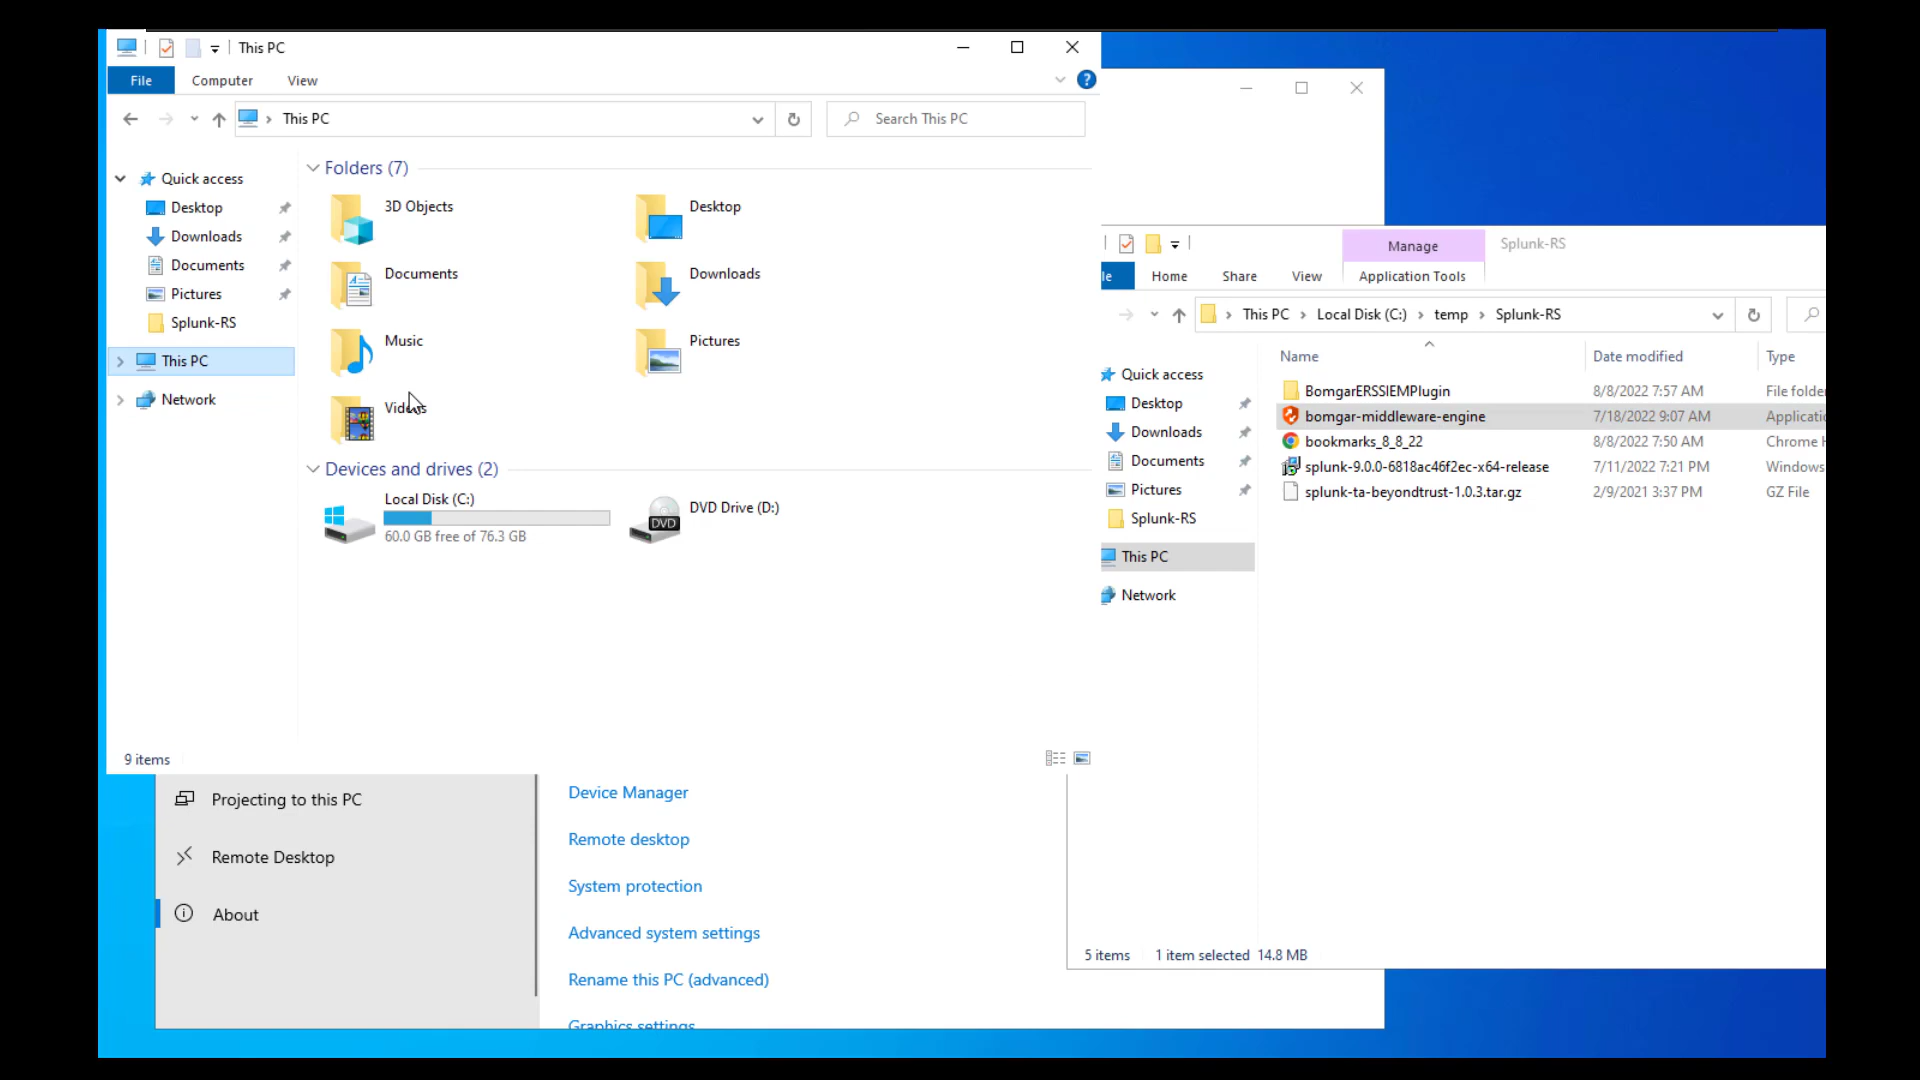 This PC
File
Computer
View
This PC
Search This PC
Quick access
Desktop
Downloads
Documents
Pictures
Splunk-RS
This PC
Network
Folders (7)
3D Objects
Desktop
Documents
Downloads
Music
Pictures
Videos
Devices and drives (2)
Local Disk (C:)
60.0 GB free of 76.3 GB
DVD
DVD Drive (D:)
9 items
Manage
Splunk-RS
Home
Share
View
Application Tools
This PC
Local Disk (C:)
temp
Splunk-RS
Name
Date modified
Type
Quick access
Desktop
Downloads
Documents
Pictures
Splunk-RS
This PC
Network
BomgarERSSIEMPlugin 8/8/2022 7:57 AM File folde
bomgar-middleware-engine 7/18/2022 9:07 AM Applicatio
bookmarks_8_8_22 8/8/2022 7:50 AM Chrome H
splunk-9.0.0-6818ac46f2ec-x64-release 7/11/2022 7:21 PM Windows
splunk-ta-beyondtrust-1.0.3.tar.gz 2/9/2021 3:37 PM GZ File
5 items 1 item selected 14.8 MB
Projecting to this PC
Remote Desktop
About
Device Manager
Remote desktop
System protection
Advanced system settings
Rename this PC (advanced)
Graphics settings